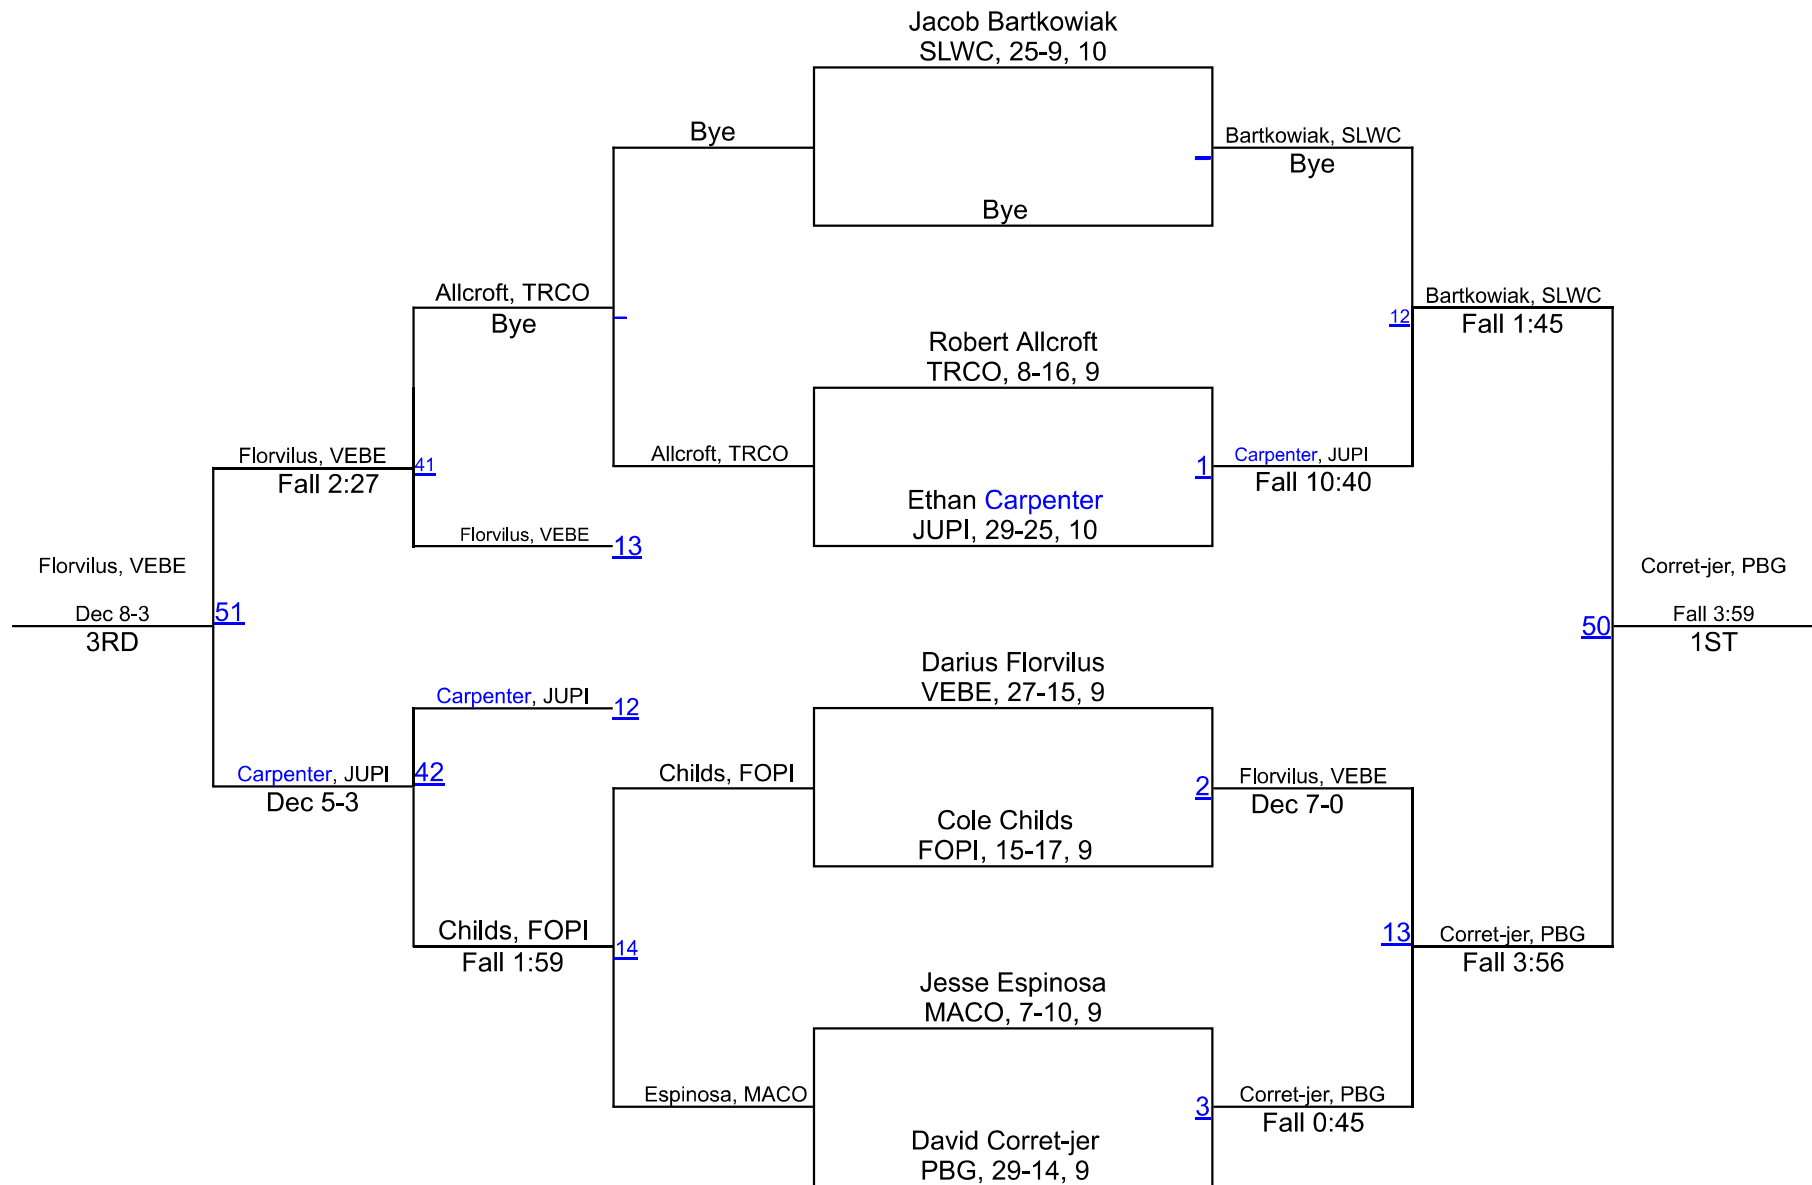 Jacob Bartkowiak
SLWC, 25-9, 10
Bye
Bartkowiak, SLWC
Bye
Bye
Allcroft, TRCO
Bye
Bartkowiak, SLWC
12
Fall 1:45
Robert Allcroft
TRCO, 8-16, 9
Florvilus, VEBE
41
Fall 2:27
Allcroft, TRCO
1
Carpenter, JUPI
Fall 10:40
Ethan Carpenter
JUPI, 29-25, 10
Florvilus, VEBE
13
Florvilus, VEBE
Corret-jer, PBG
Dec 8-3
51
3RD
Fall 3:59
50
1ST
Darius Florvilus
VEBE, 27-15, 9
Carpenter, JUPI
12
Carpenter, JUPI
42
Dec 5-3
Childs, FOPI
2
Florvilus, VEBE
Dec 7-0
Cole Childs
FOPI, 15-17, 9
Childs, FOPI
14
Fall 1:59
13
Corret-jer, PBG
Fall 3:56
Jesse Espinosa
MACO, 7-10, 9
Espinosa, MACO
3
Corret-jer, PBG
Fall 0:45
David Corret-jer
PBG, 29-14, 9